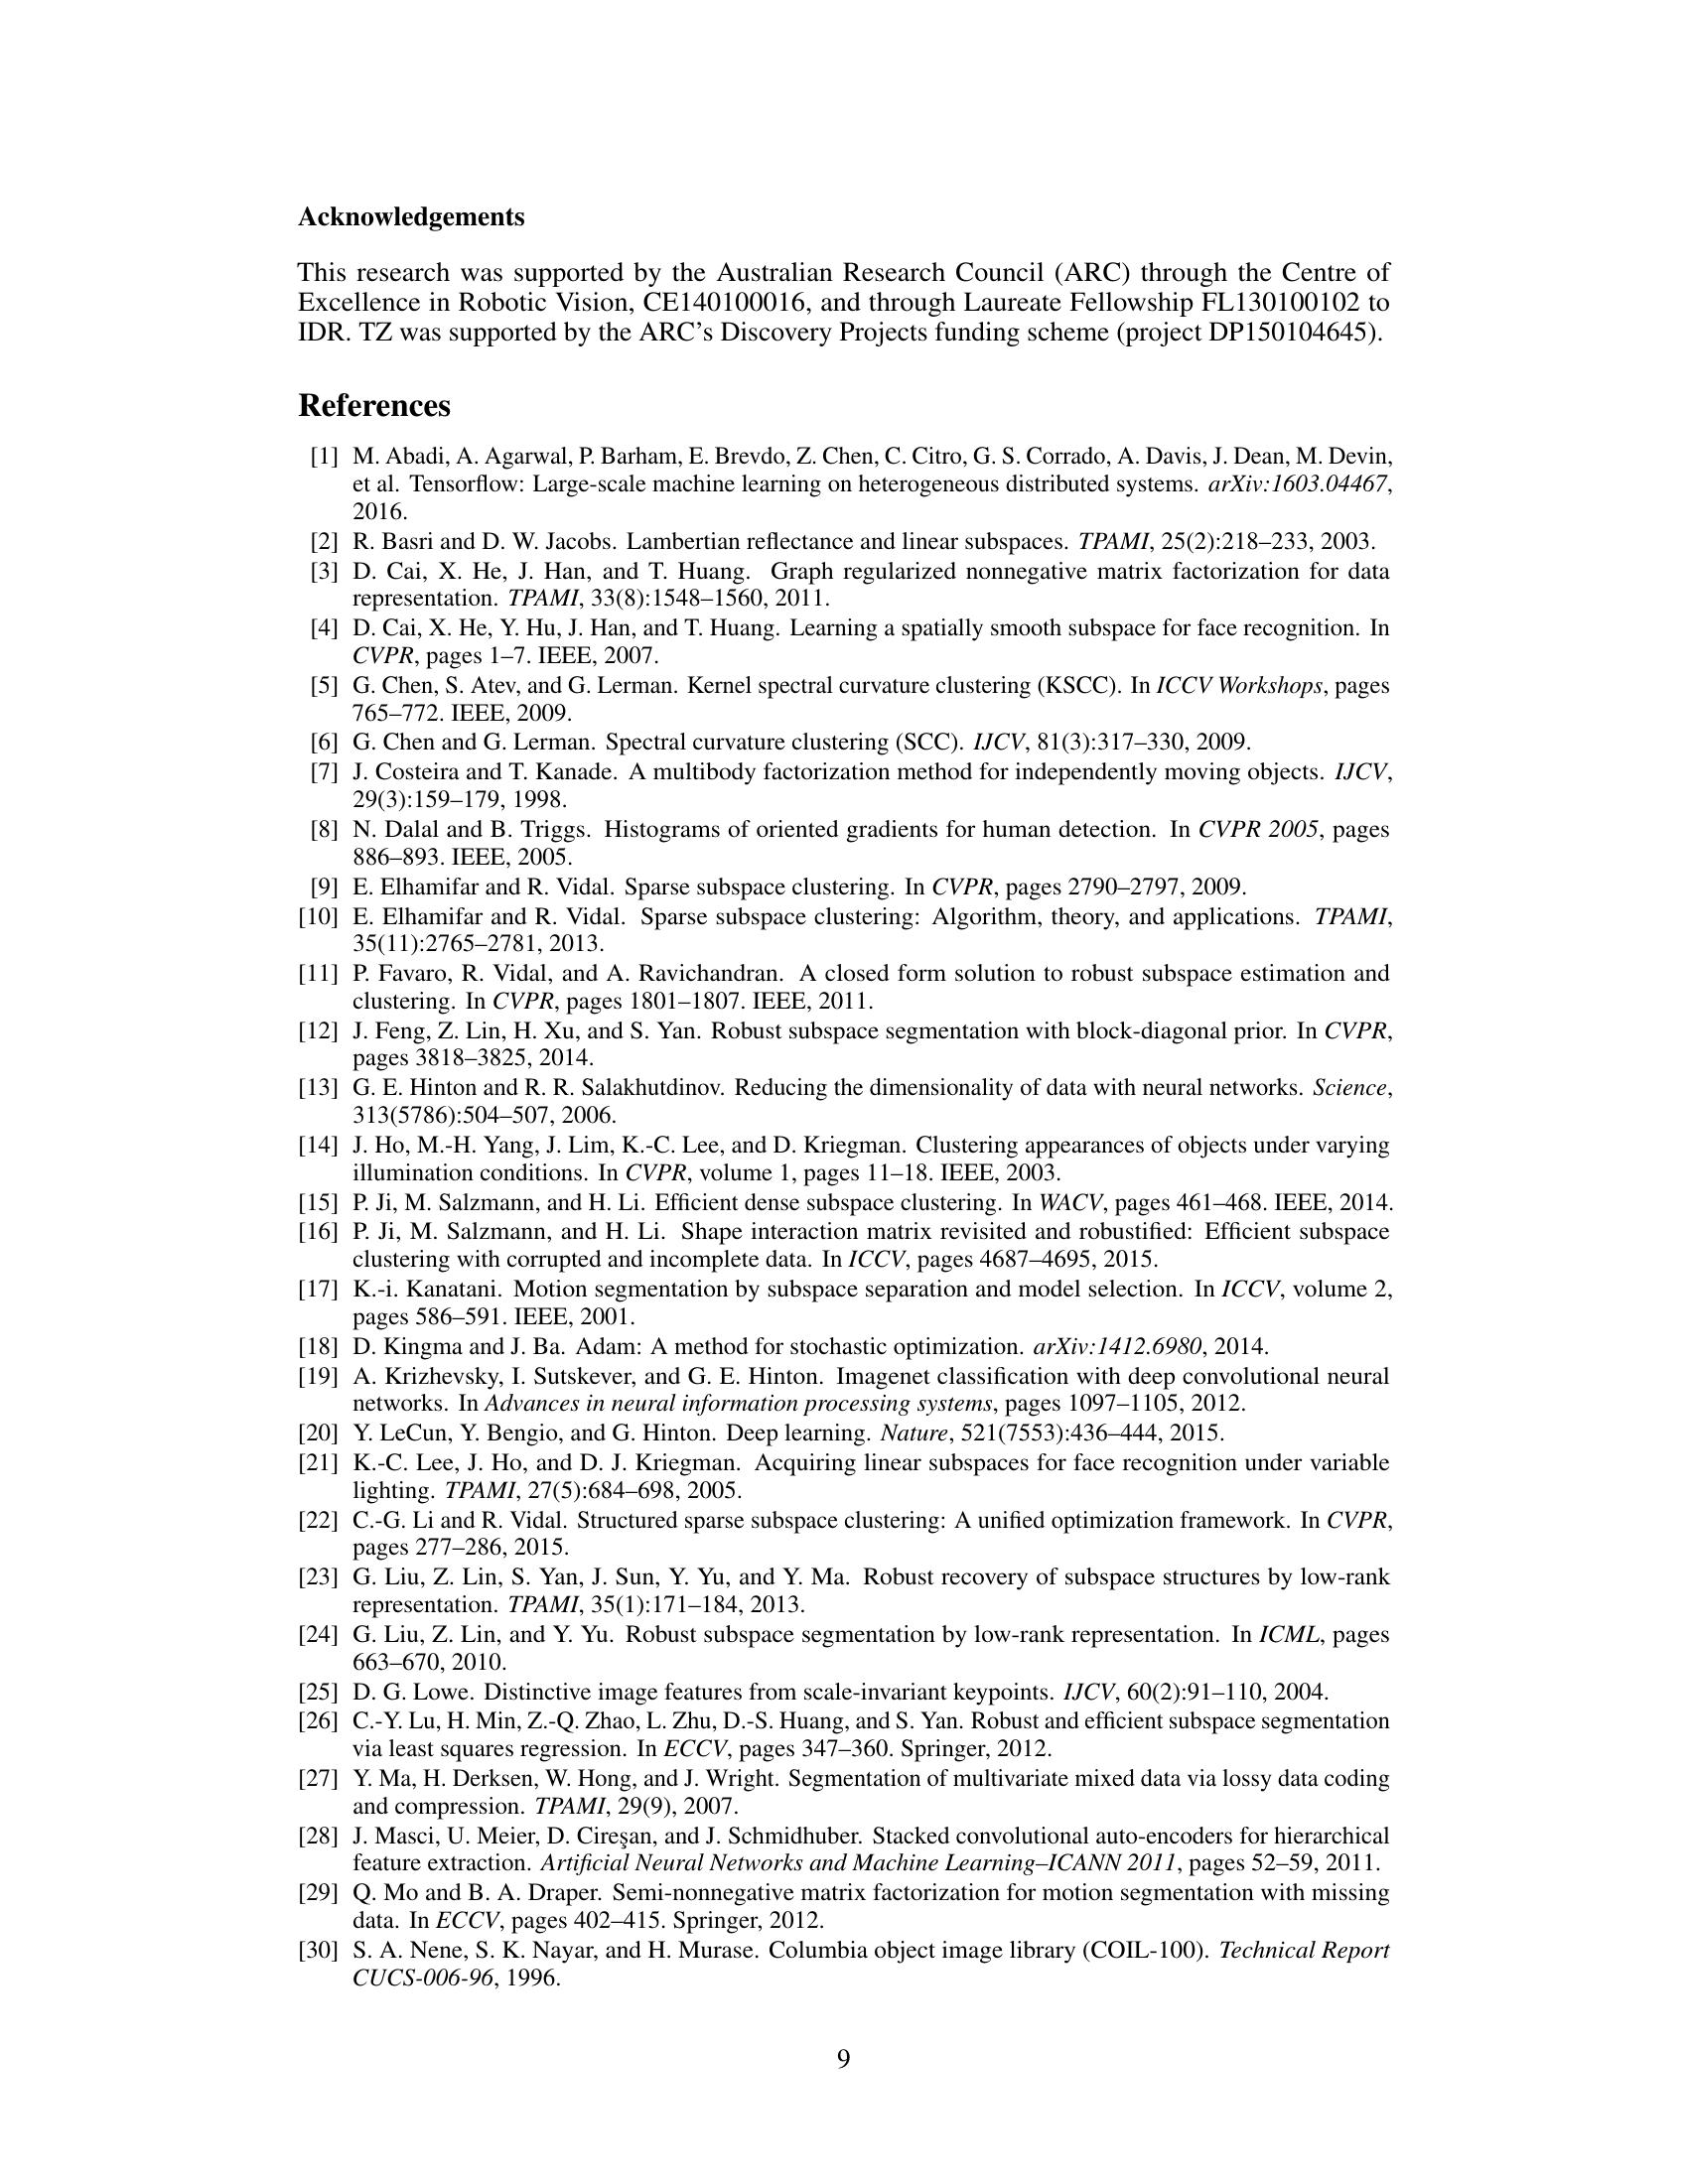 Acknowledgements
This research was supported by the Australian Research Council (ARC) through the Centre of
Excellence in Robotic Vision, CE140100016, and through Laureate Fellowship FL130100102 to
IDR. TZ was supported by the ARC's Discovery Projects funding scheme (project DP150104645).
References
[1] M. Abadi, A. Agarwal, P. Barham, E. Brevdo, Z. Chen, C. Citro, G. S. Corrado, A. Davis, J. Dean, M. Devin,
et al. Tensorflow: Large-scale machine learning on heterogeneous distributed systems. arXiv:1603.04467,
2016.
[2] R. Basri and D. W. Jacobs. Lambertian reflectance and linear subspaces. TPAMI, 25(2):218–233, 2003.
[3] D. Cai, X. He, J. Han, and T. Huang. Graph regularized nonnegative matrix factorization for data
representation. TPAMI, 33(8):1548–1560, 2011.
[4] D. Cai, X. He, Y. Hu, J. Han, and T. Huang. Learning a spatially smooth subspace for face recognition. In
CVPR, pages 1–7. IEEE, 2007.
[5] G. Chen, S. Atev, and G. Lerman. Kernel spectral curvature clustering (KSCC). In ICCV Workshops, pages
765–772. IEEE, 2009.
[6] G. Chen and G. Lerman. Spectral curvature clustering (SCC). IJCV, 81(3):317–330, 2009.
[7] J. Costeira and T. Kanade. A multibody factorization method for independently moving objects. IJCV,
29(3):159–179, 1998.
[8] N. Dalal and B. Triggs. Histograms of oriented gradients for human detection. In CVPR 2005, pages
886–893. IEEE, 2005.
[9] E. Elhamifar and R. Vidal. Sparse subspace clustering. In CVPR, pages 2790–2797, 2009.
[10] E. Elhamifar and R. Vidal. Sparse subspace clustering: Algorithm, theory, and applications. TPAMI,
35(11):2765–2781, 2013.
[11] P. Favaro, R. Vidal, and A. Ravichandran. A closed form solution to robust subspace estimation and
clustering. In CVPR, pages 1801–1807. IEEE, 2011.
[12] J. Feng, Z. Lin, H. Xu, and S. Yan. Robust subspace segmentation with block-diagonal prior. In CVPR,
pages 3818–3825, 2014.
[13] G. E. Hinton and R. R. Salakhutdinov. Reducing the dimensionality of data with neural networks. Science,
313(5786):504–507, 2006.
[14] J. Ho, M.-H. Yang, J. Lim, K.-C. Lee, and D. Kriegman. Clustering appearances of objects under varying
illumination conditions. In CVPR, volume 1, pages 11–18. IEEE, 2003.
[15] P. Ji, M. Salzmann, and H. Li. Efficient dense subspace clustering. In WACV, pages 461–468. IEEE, 2014.
[16] P. Ji, M. Salzmann, and H. Li. Shape interaction matrix revisited and robustified: Efficient subspace
clustering with corrupted and incomplete data. In ICCV, pages 4687–4695, 2015.
[17] K.-i. Kanatani. Motion segmentation by subspace separation and model selection. In ICCV, volume 2,
pages 586–591. IEEE, 2001.
[18] D. Kingma and J. Ba. Adam: A method for stochastic optimization. arXiv:1412.6980, 2014.
[19] A. Krizhevsky, I. Sutskever, and G. E. Hinton. Imagenet classification with deep convolutional neural
networks. In Advances in neural information processing systems, pages 1097–1105, 2012.
[20] Y. LeCun, Y. Bengio, and G. Hinton. Deep learning. Nature, 521(7553):436–444, 2015.
[21] K.-C. Lee, J. Ho, and D. J. Kriegman. Acquiring linear subspaces for face recognition under variable
lighting. TPAMI, 27(5):684–698, 2005.
[22] C.-G. Li and R. Vidal. Structured sparse subspace clustering: A unified optimization framework. In CVPR,
pages 277–286, 2015.
[23] G. Liu, Z. Lin, S. Yan, J. Sun, Y. Yu, and Y. Ma. Robust recovery of subspace structures by low-rank
representation. TPAMI, 35(1):171–184, 2013.
[24] G. Liu, Z. Lin, and Y. Yu. Robust subspace segmentation by low-rank representation. In ICML, pages
663–670, 2010.
[25] D. G. Lowe. Distinctive image features from scale-invariant keypoints. IJCV, 60(2):91–110, 2004.
[26] C.-Y. Lu, H. Min, Z.-Q. Zhao, L. Zhu, D.-S. Huang, and S. Yan. Robust and efficient subspace segmentation
via least squares regression. In ECCV, pages 347–360. Springer, 2012.
[27] Y. Ma, H. Derksen, W. Hong, and J. Wright. Segmentation of multivariate mixed data via lossy data coding
and compression. TPAMI, 29(9), 2007.
[28] J. Masci, U. Meier, D. Cireşan, and J. Schmidhuber. Stacked convolutional auto-encoders for hierarchical
feature extraction. Artificial Neural Networks and Machine Learning–ICANN 2011, pages 52–59, 2011.
[29] Q. Mo and B. A. Draper. Semi-nonnegative matrix factorization for motion segmentation with missing
data. In ECCV, pages 402–415. Springer, 2012.
[30] S. A. Nene, S. K. Nayar, and H. Murase. Columbia object image library (COIL-100). Technical Report
CUCS-006-96, 1996.
9